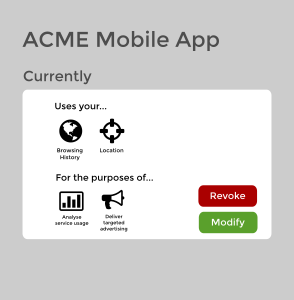 ACME Mobile App
Currently
Uses your...
Browsing
History
Location
For the purposes of...
Analyse
service usage
Deliver
targeted
advertising
Revoke
Modify